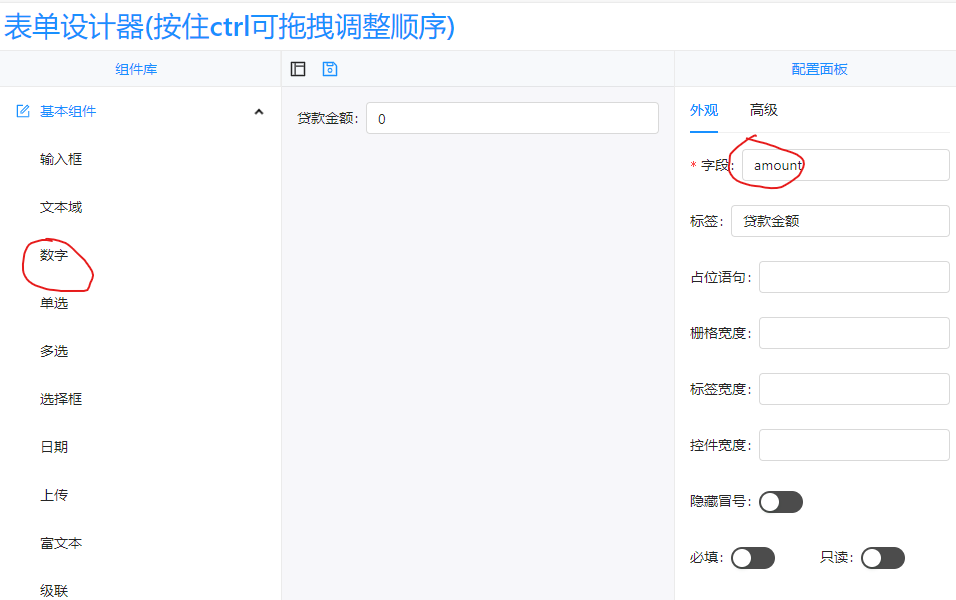 表单设计器(按住ctrl可拖拽调整顺序)
组件库
基本组件
输入框
文本域
数字
单选
多选
选择框
日期
上传
富文本
级联
贷款金额: 0
配置面板
外观 高级
* 字段: amount
标签: 贷款金额
占位语句:
栅格宽度:
标签宽度:
控件宽度:
隐藏冒号:
必填: 只读: